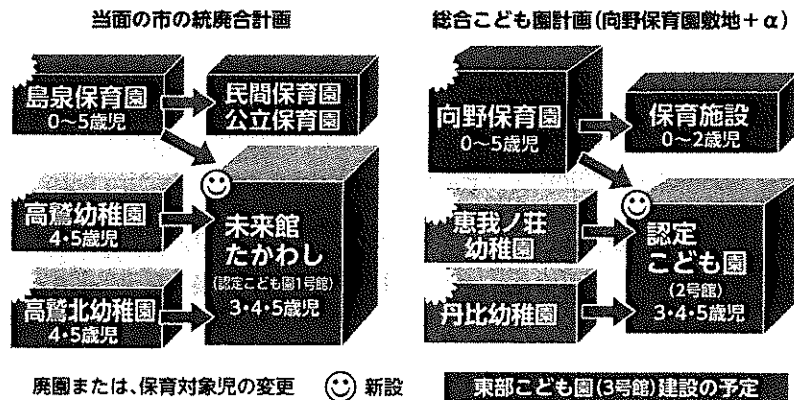 当面の市の統廃合計画
島泉保育園
0～5歳児
民間保育園
公立保育園
高鷲幼稚園
4・5歳児
高鷲北幼稚園
4・5歳児
未来館
たかわし
(認定こども園1号館)
3・4・5歳児
廃園または、保育対象児の変更
新設
総合こども園計画(向野保育園敷地+α)
向野保育園
0～5歳児
保育施設
0～2歳児
恵我ノ荘
幼稚園
丹比幼稚園
認定
こども園
(2号館)
3・4・5歳児
東部こども園(3号館)建設の予定